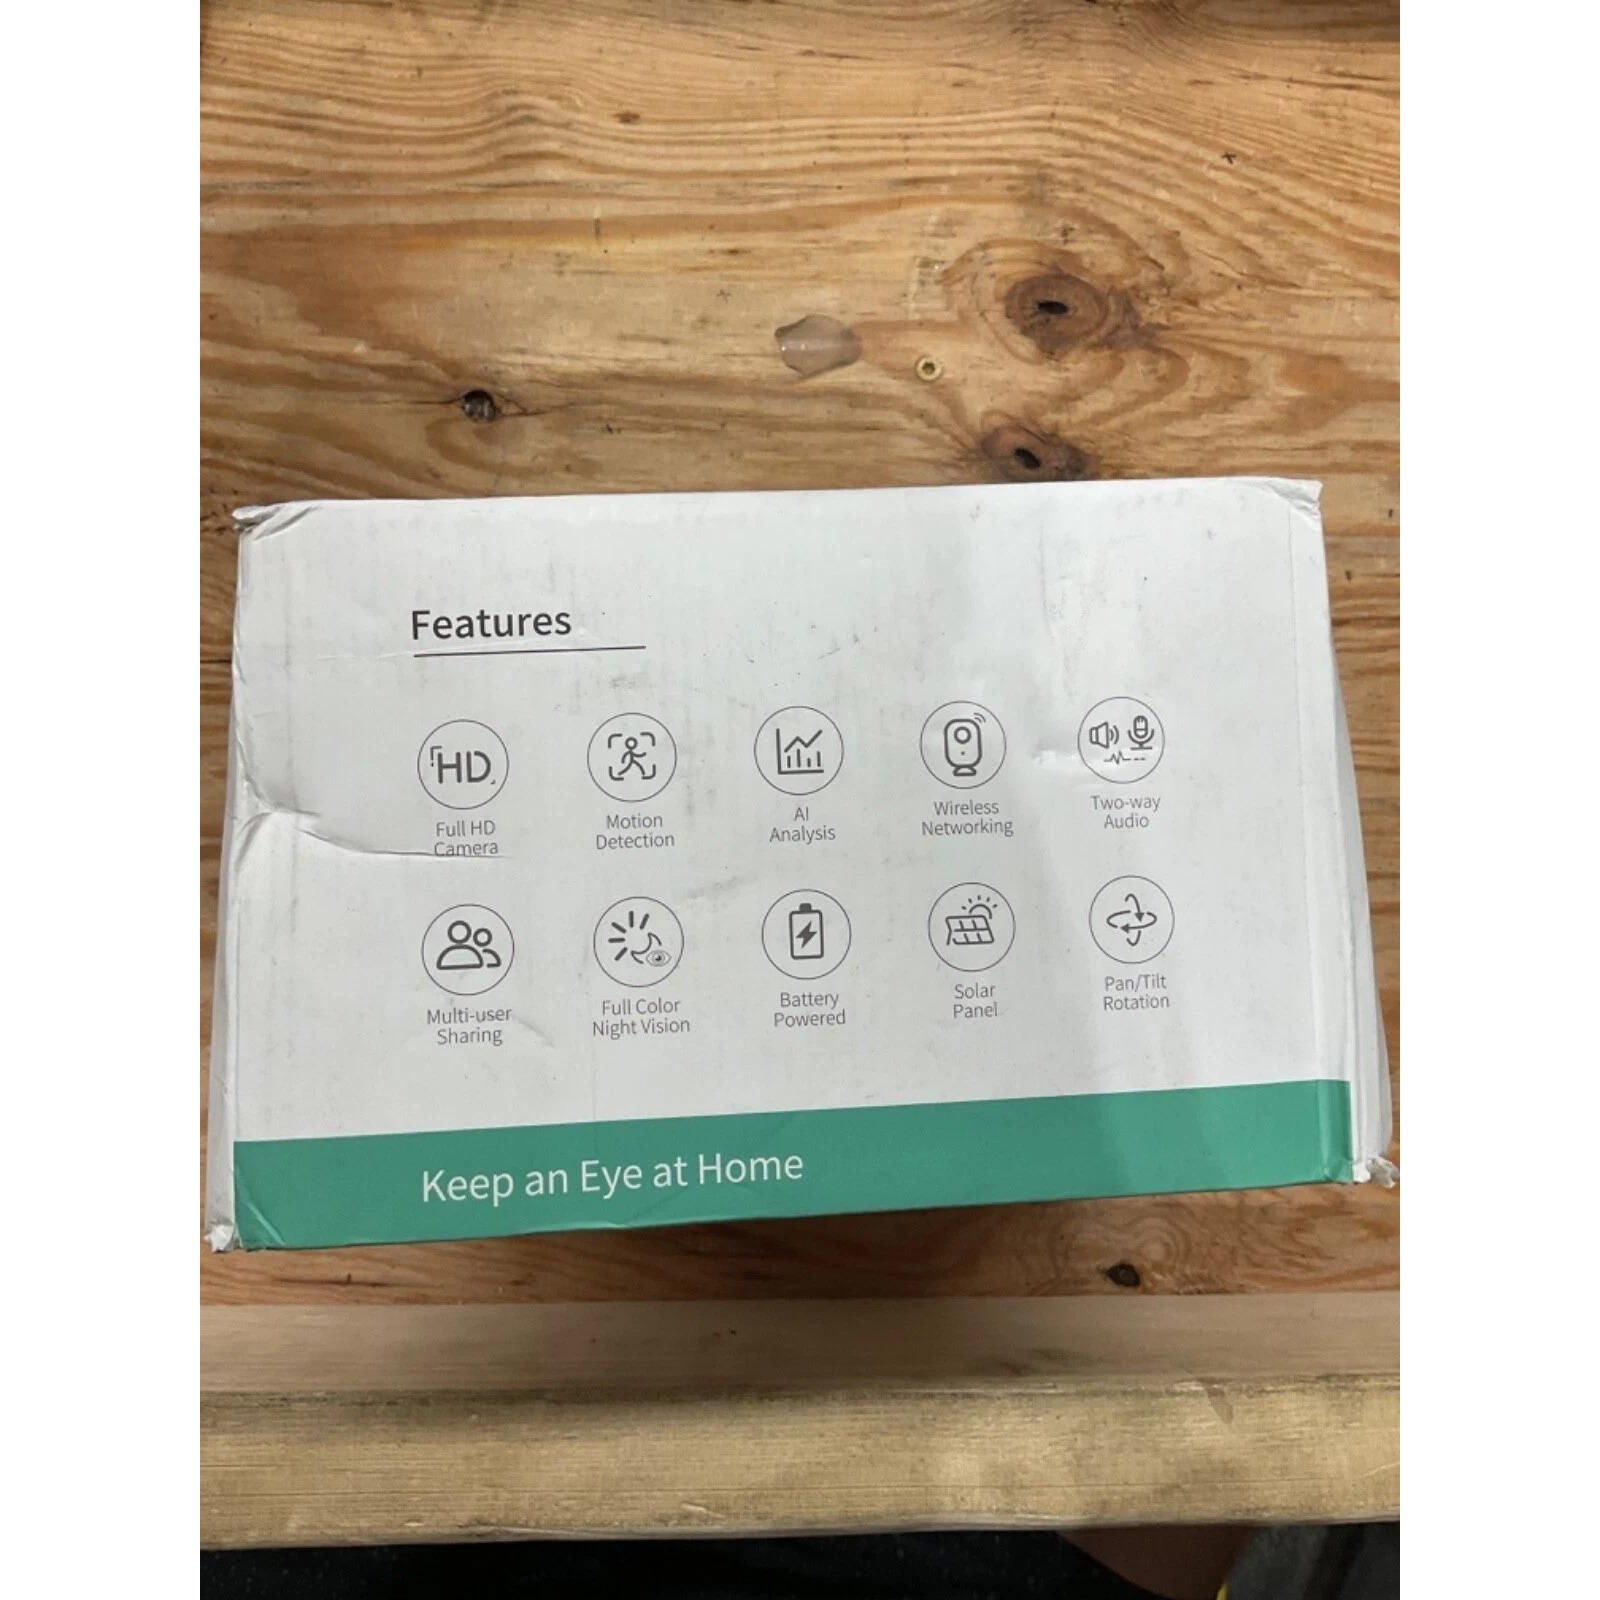 Features
HD
Full HD
Camera
Motion
Detection
AI
Analysis
Wireless
Networking
Two-way
Audio
Multi-user
Sharing
Full Color
Night Vision
Battery
Powered
Solar
Panel
Pan/Tilt
Rotation
Keep an Eye at Home